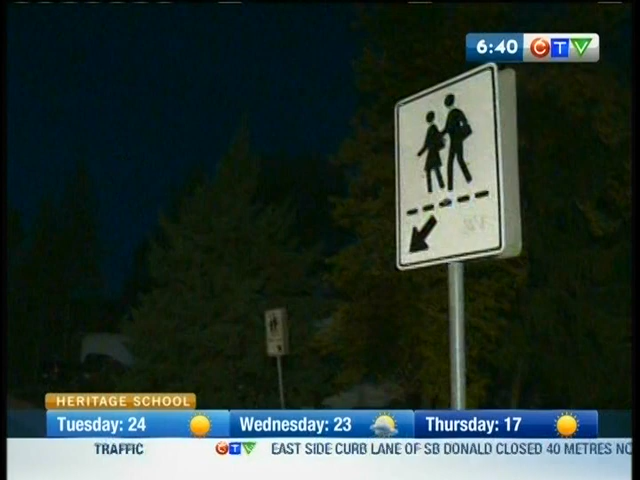 6:40 CTV
HERITAGE SCHOOL
Tuesday: 24 Wednesday: 23 Thursday: 17
TRAFFIC CTV EAST SIDE CURB LANE OF SB DONALD CLOSED 40 METRES NO